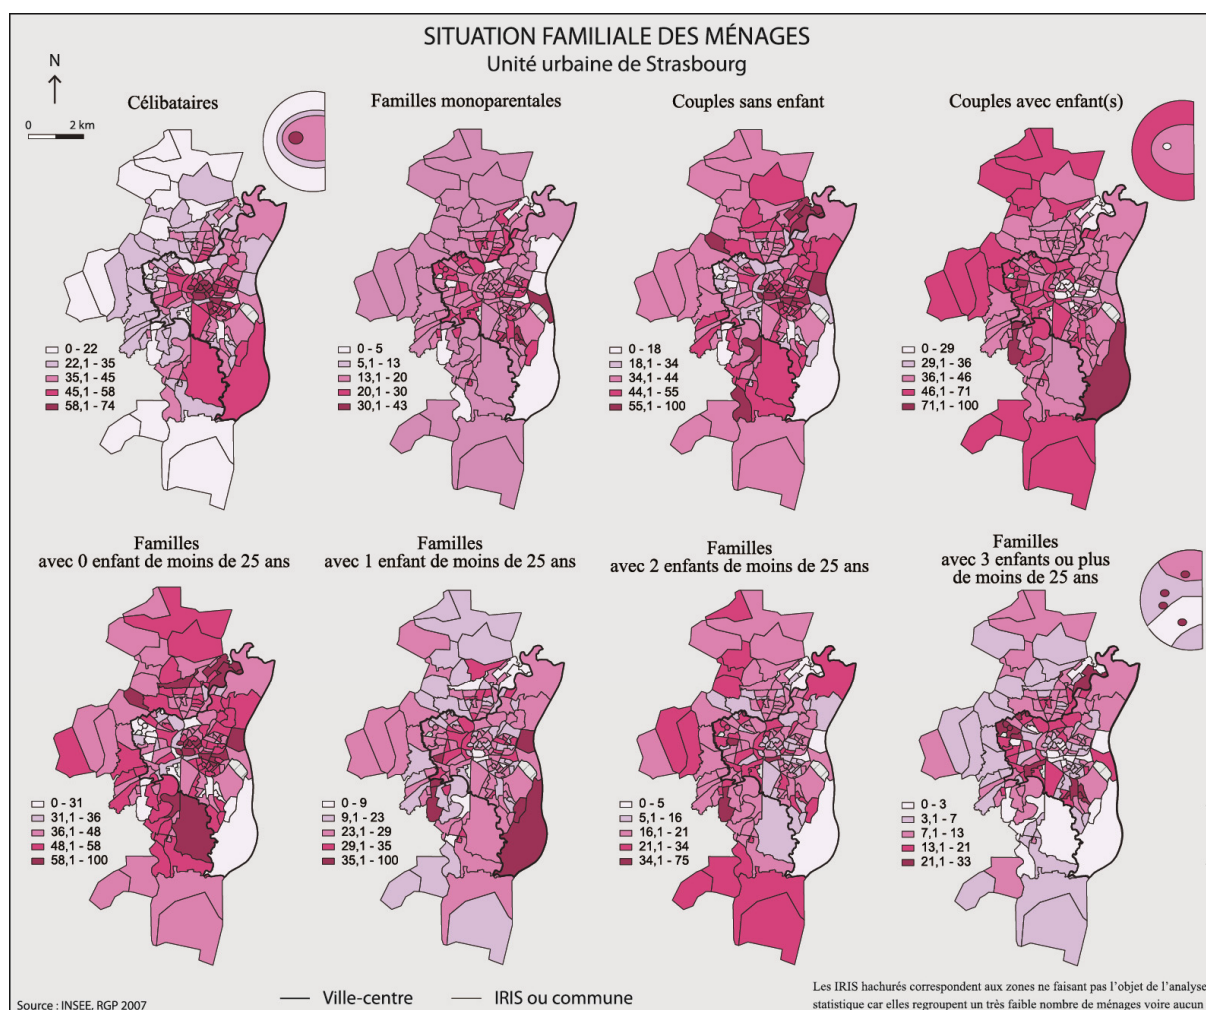 SITUATION FAMILIALE DES MÉNAGES
Unité urbaine de Strasbourg
N
0 2 km
Célibataires
Familles monoparentales
Couples sans enfant
Couples avec enfant(s)
0 - 22
22,1 - 35
35,1 - 45
45,1 - 58
58,1 - 74
0 - 5
5,1 - 13
13,1 - 20
20,1 - 30
30,1 - 43
0 - 18
18,1 - 34
34,1 - 44
44,1 - 55
55,1 - 100
0 - 29
29,1 - 36
36,1 - 46
46,1 - 71
71,1 - 100
Familles
avec 0 enfant de moins de 25 ans
Familles
avec 1 enfant de moins de 25 ans
Familles
avec 2 enfants de moins de 25 ans
Familles
avec 3 enfants ou plus
de moins de 25 ans
0 - 31
31,1 - 36
36,1 - 48
48,1 - 58
58,1 - 100
0 - 9
9,1 - 23
23,1 - 29
29,1 - 35
35,1 - 100
0 - 5
5,1 - 16
16,1 - 21
21,1 - 34
34,1 - 75
0 - 3
3,1 - 7
7,1 - 13
13,1 - 21
21,1 - 33
Source : INSEE, RGP 2007
Ville-centre
IRIS ou commune
Les IRIS hachurés correspondent aux zones ne faisant pas l'objet de l'analyse
statistique car elles regroupent un très faible nombre de ménages voire aucun